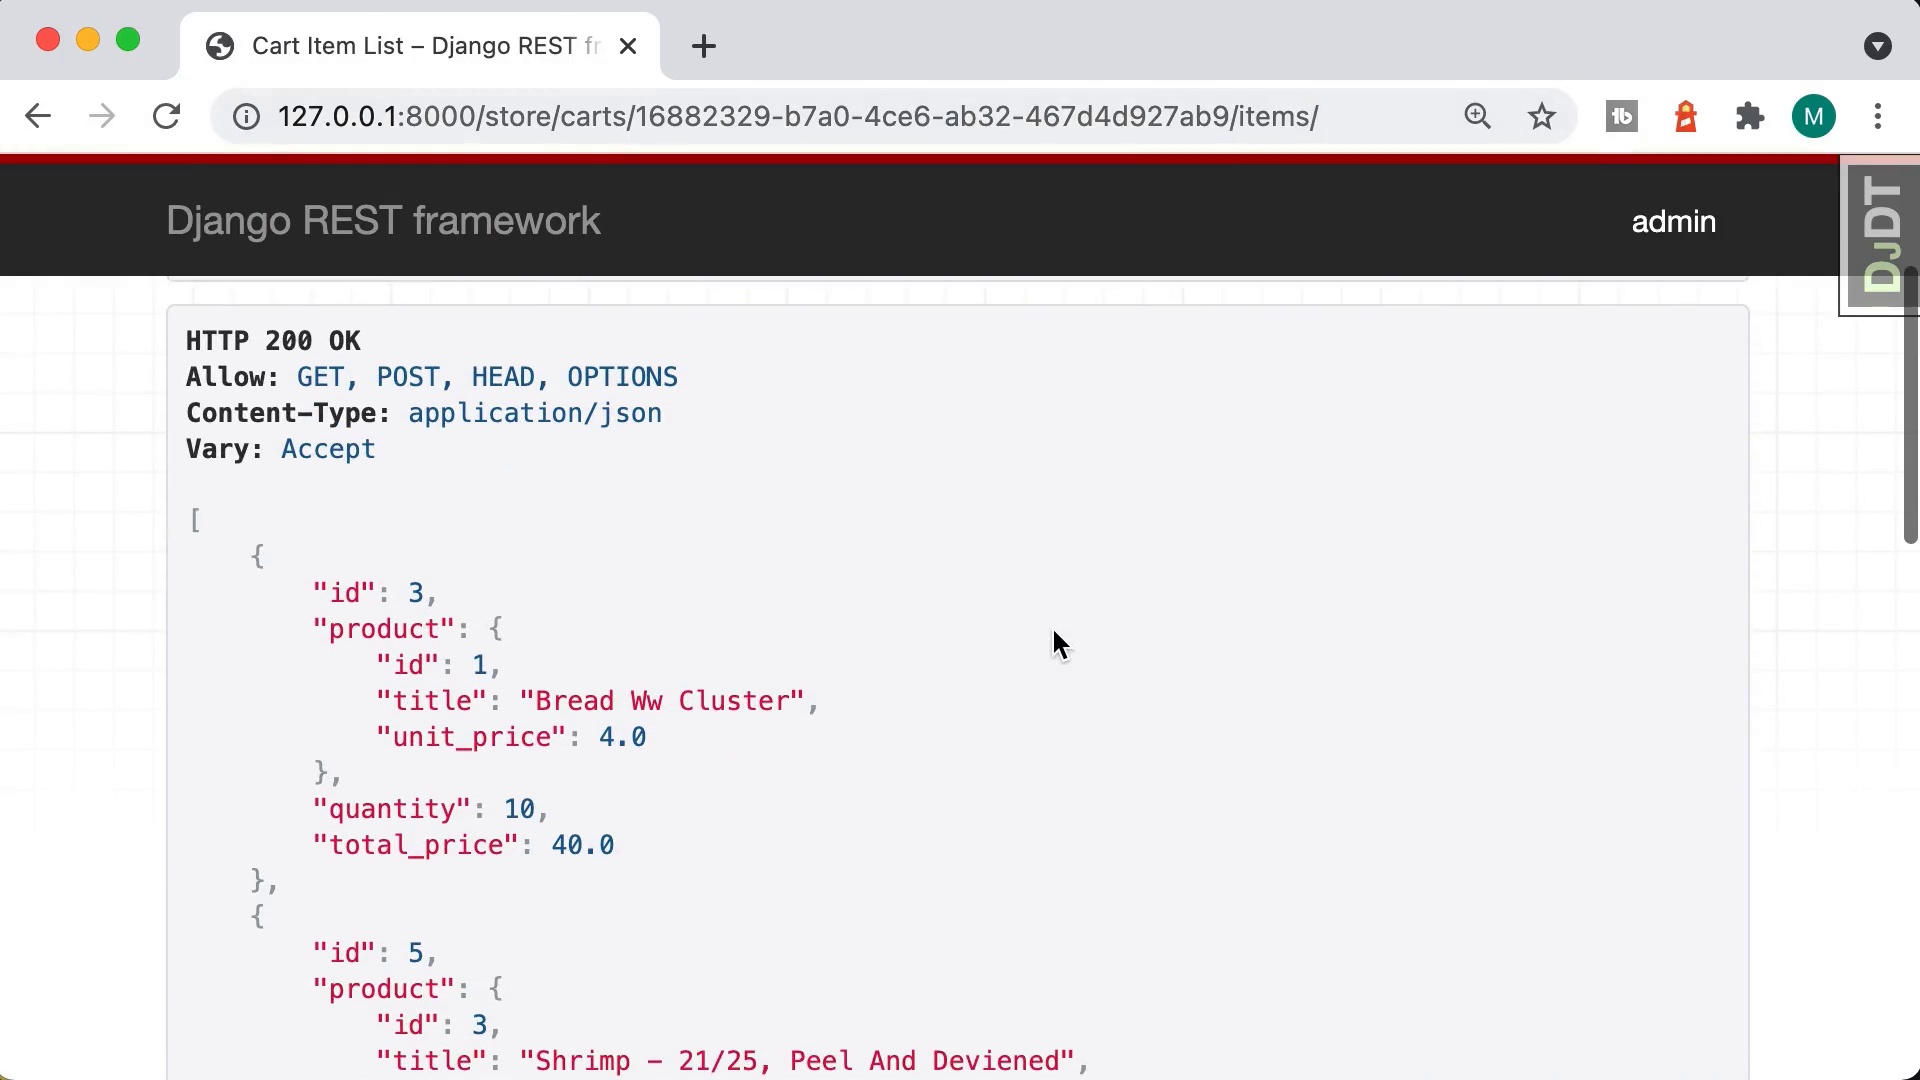 Cart Item List – Django REST fr
127.0.0.1:8000/store/carts/16882329-b7a0-4ce6-ab32-467d4d927ab9/items/
tb
M
Django REST framework
admin
DJDT
HTTP 200 OK
Allow: GET, POST, HEAD, OPTIONS
Content-Type: application/json
Vary: Accept
[
{
"id": 3,
"product": {
"id": 1,
"title": "Bread Ww Cluster",
"unit_price": 4.0
},
"quantity": 10,
"total_price": 40.0
},
{
"id": 5,
"product": {
"id": 3,
"title": "Shrimp - 21/25, Peel And Deviened",